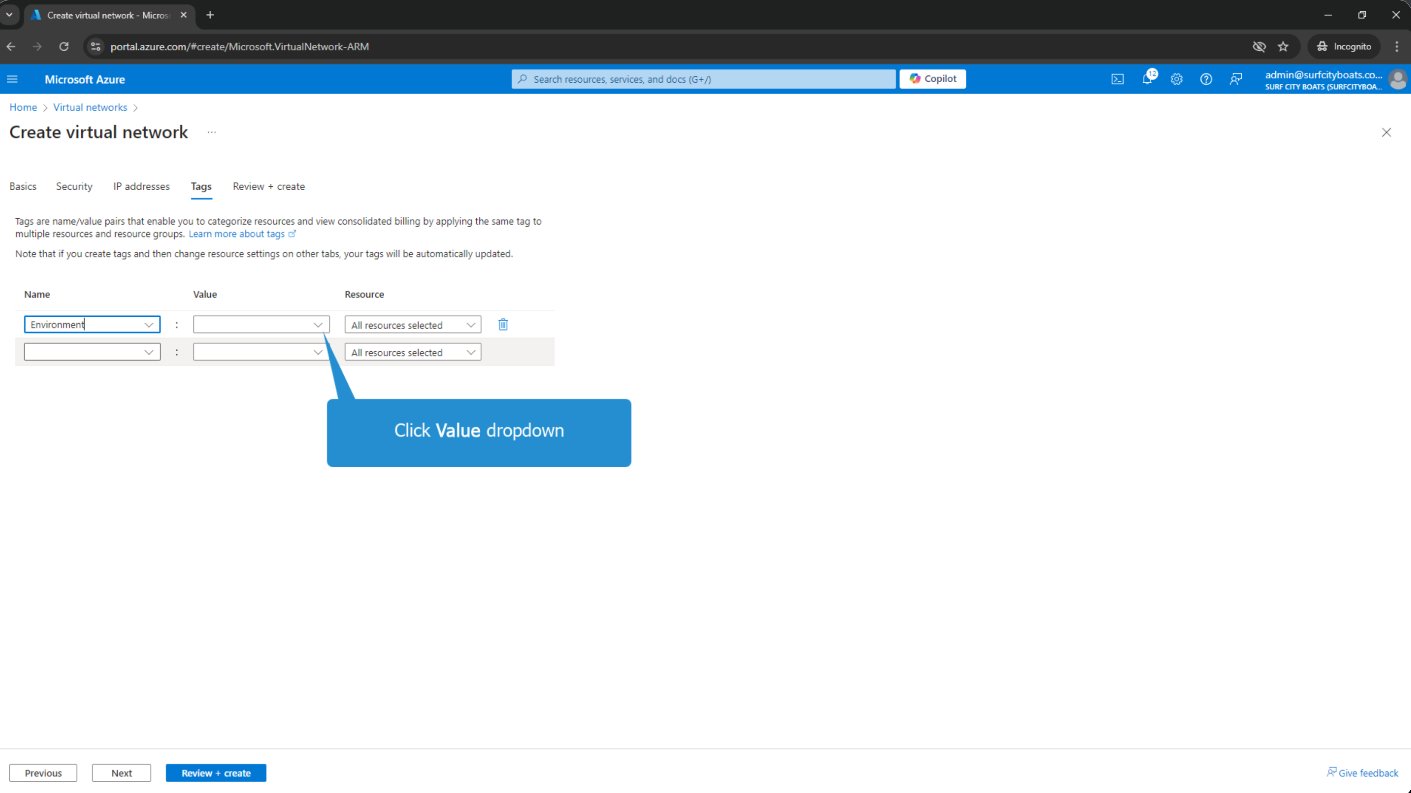 Create virtual network - Micros
portal.azure.com/#create/Microsoft.VirtualNetwork-ARM
Incognito
Microsoft Azure
Search resources, services, and docs (G+/)
Copilot
12
admin@surfcityboats.co...
SURF CITY BOATS (SURFCITYBOA...
Home > Virtual networks >
Create virtual network ...
Basics Security IP addresses Tags Review + create
Tags are name/value pairs that enable you to categorize resources and view consolidated billing by applying the same tag to
multiple resources and resource groups. Learn more about tags
Note that if you create tags and then change resource settings on other tabs, your tags will be automatically updated.
Name Value Resource
Environment : All resources selected
: All resources selected
Click Value dropdown
Previous Next Review + create Give feedback